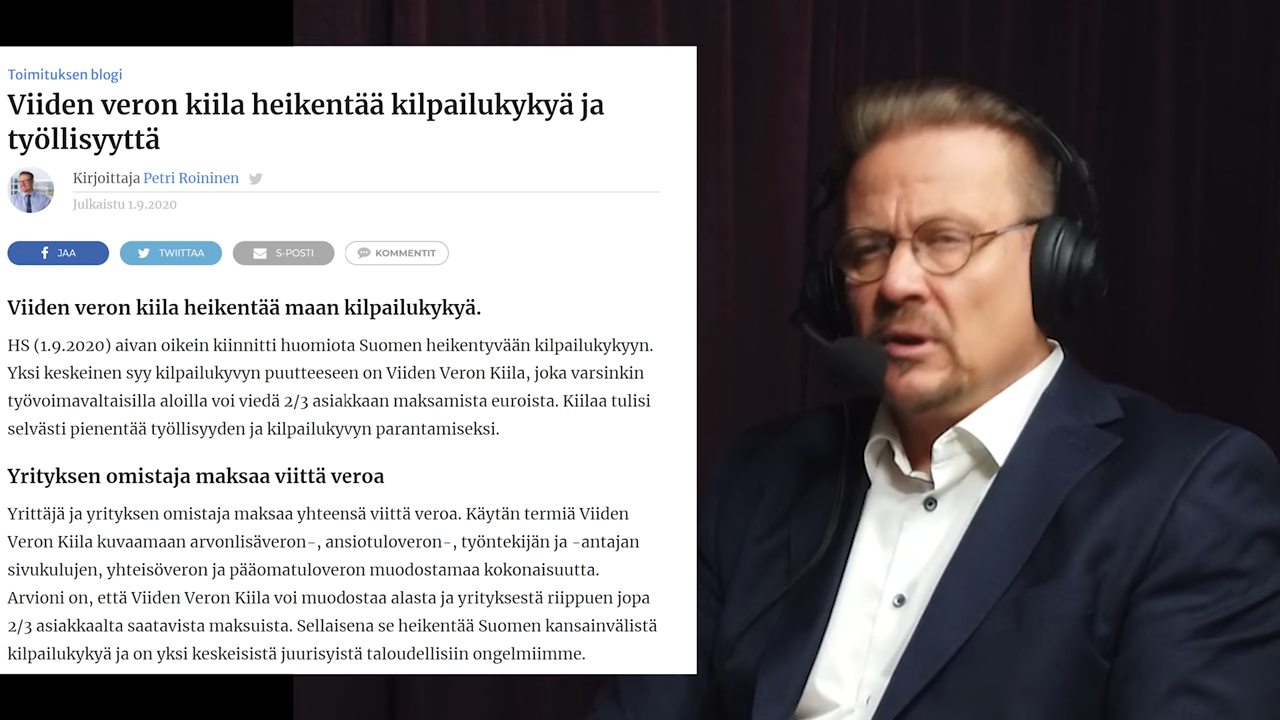 Toimituksen blogi
Viiden veron kiila heikentää kilpailukykyä ja
työllisyyttä
Kirjoittaja Petri Roininen
Julkaistu 1.9.2020
JAA
TWIITTAA
S-POSTI
KOMMENTIT
Viiden veron kiila heikentää maan kilpailukykyä.
HS (1.9.2020) aivan oikein kiinnitti huomiota Suomen heikentyvään kilpailukykyyn.
Yksi keskeinen syy kilpailukyvyn puutteeseen on Viiden Veron Kiila, joka varsinkin
työvoimavaltaisilla aloilla voi viedä 2/3 asiakkaan maksamista euroista. Kiilaa tulisi
selvästi pienentää työllisyyden ja kilpailukyvyn parantamiseksi.
Yrityksen omistaja maksaa viittä veroa
Yrittäjä ja yrityksen omistaja maksaa yhteensä viittä veroa. Käytän termiä Viiden
Veron Kiila kuvaamaan arvonlisäveron-, ansiotuloveron-, työntekijän ja -antajan
sivukulujen, yhteisöveron ja pääomatuloveron muodostamaa kokonaisuutta.
Arvioni on, että Viiden Veron Kiila voi muodostaa alasta ja yrityksestä riippuen jopa
2/3 asiakkaalta saatavista maksuista. Sellaisena se heikentää Suomen kansainvälistä
kilpailukykyä ja on yksi keskeisistä juurisyistä taloudellisiin ongelmiimme.